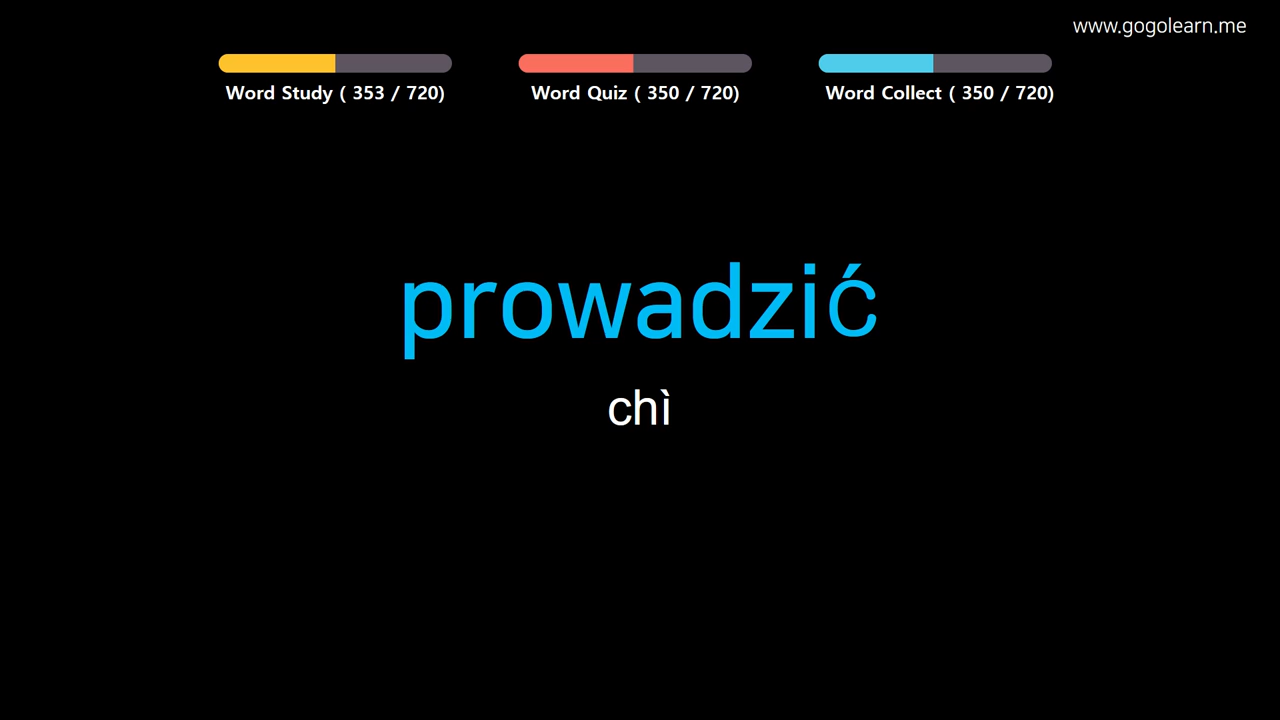 www.gogolearn.me
Word Study ( 353 / 720)
Word Quiz ( 350 / 720)
Word Collect ( 350 / 720)
prowadzić
chì